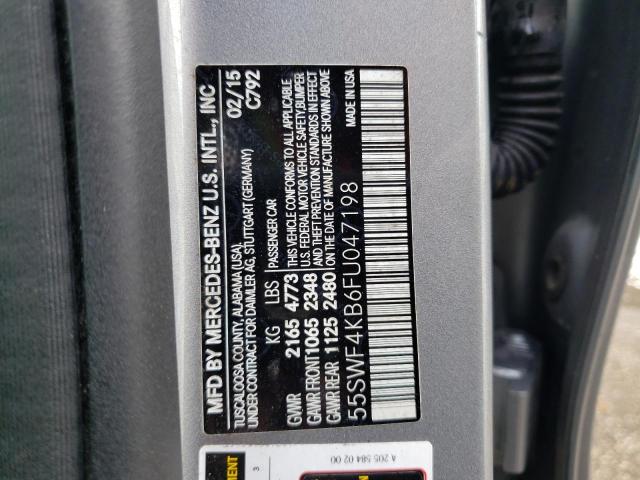 MFD BY MERCEDES-BENZ U.S. INTL., INC
TUSCALOOSA COUNTY, ALABAMA (USA)
UNDER CONTRACT FOR DAIMLER AG, STUTTGART (GERMANY)
02/15
C792
KG LBS
GVWR 2165 4773
GAWR FRONT 1065 2348
GAWR REAR 1125 2480
PASSENGER CAR
THIS VEHICLE CONFORMS TO ALL APPLICABLE
U.S. FEDERAL MOTOR VEHICLE SAFETY, BUMPER
AND THEFT PREVENTION STANDARDS IN EFFECT
ON THE DATE OF MANUFACTURE SHOWN ABOVE
55SWF4KB6FU047198
MADE IN USA
3
A 205 584 02 00